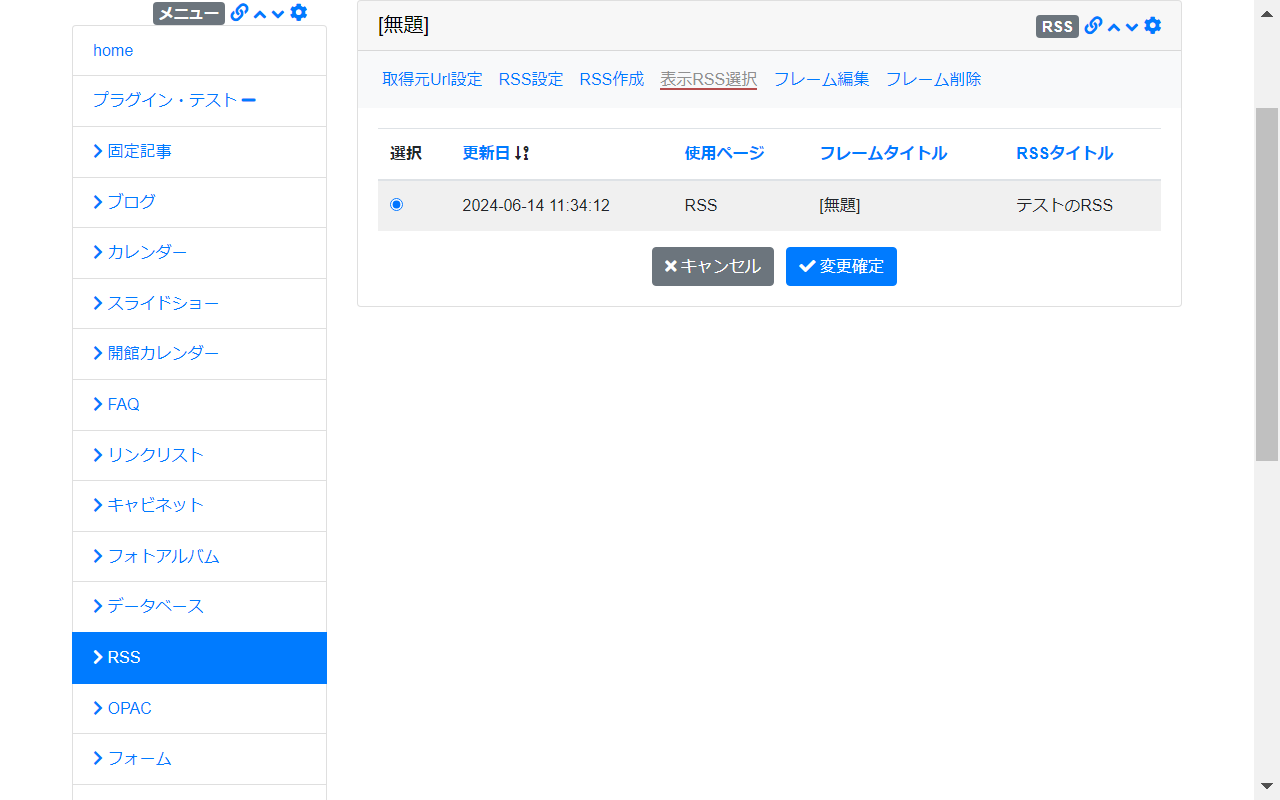 メニュー
home
プラグイン・テスト
固定記事
ブログ
カレンダー
スライドショー
開館カレンダー
FAQ
リンクリスト
キャビネット
フォトアルバム
データベース
RSS
OPAC
フォーム
[無題] RSS
取得元Url設定 RSS設定 RSS作成 表示RSS選択 フレーム編集 フレーム削除
選択 更新日 使用ページ フレームタイトル RSSタイトル
2024-06-14 11:34:12 RSS [無題] テストのRSS
キャンセル 変更確定